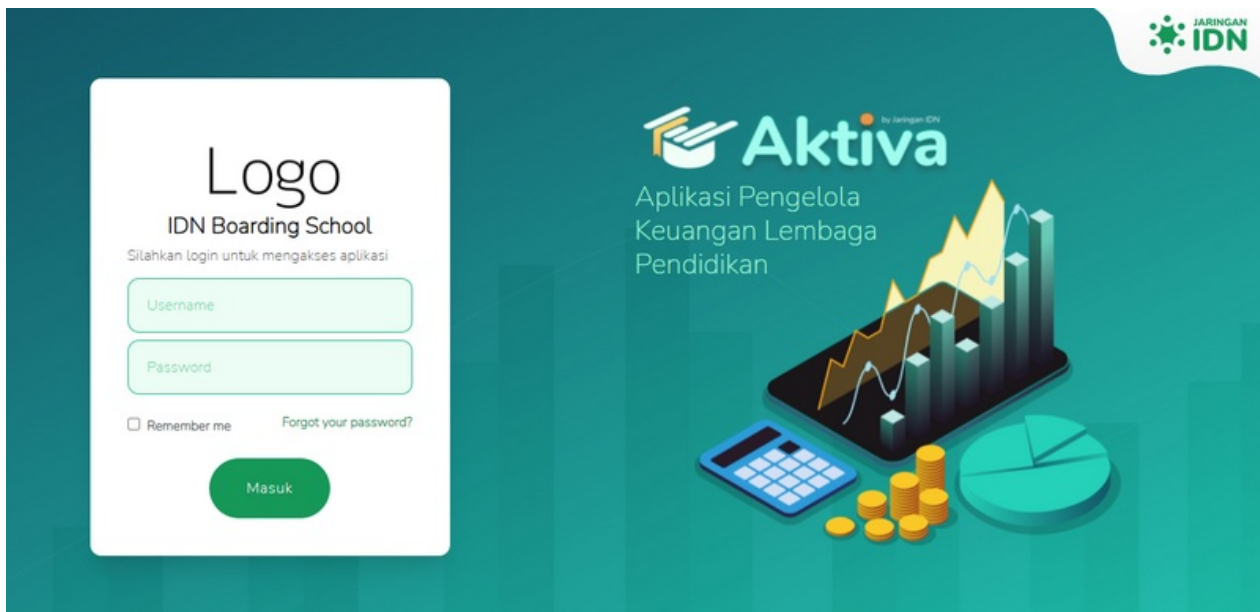 JARINGAN
IDN
Logo
IDN Boarding School
Silahkan login untuk mengakses aplikasi
Username
Password
Remember me
Forgot your password?
Masuk
by Jaringan IDN
Aktiva
Aplikasi Pengelola
Keuangan Lembaga
Pendidikan